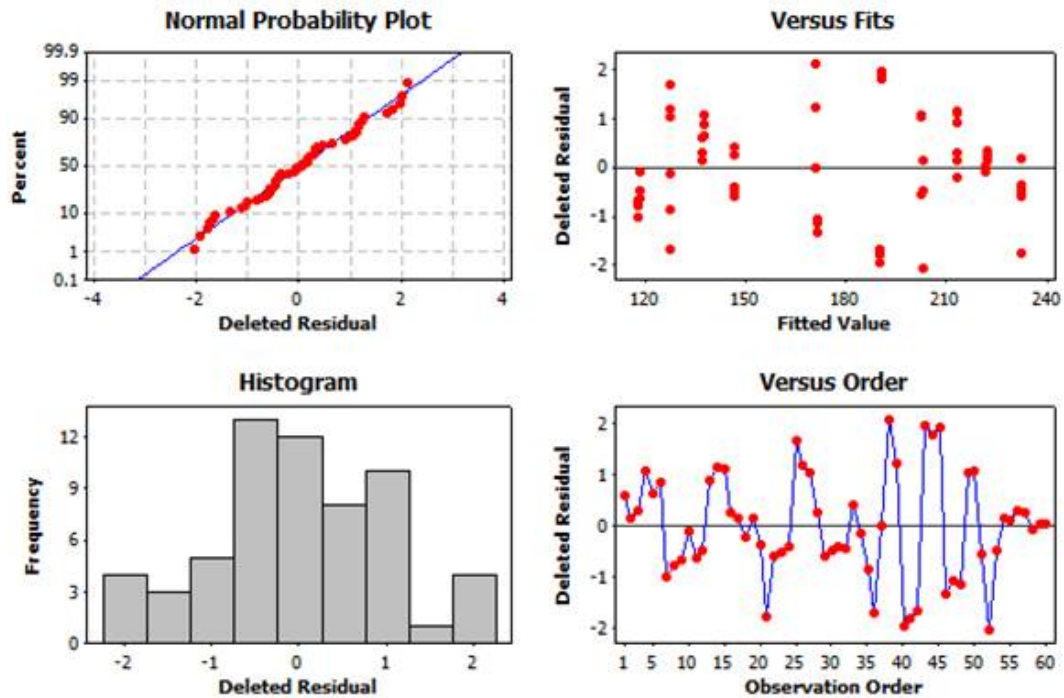 Normal Probability Plot
Percent
99.9
99
90
50
10
1
0.1
-4 -2 0 2 4
Deleted Residual
Versus Fits
Deleted Residual
2
1
0
-1
-2
120 150 180 210 240
Fitted Value
Histogram
Frequency
12
9
6
3
0
-2 -1 0 1 2
Deleted Residual
Versus Order
Deleted Residual
2
1
0
-1
-2
1 5 10 15 20 25 30 35 40 45 50 55 60
Observation Order